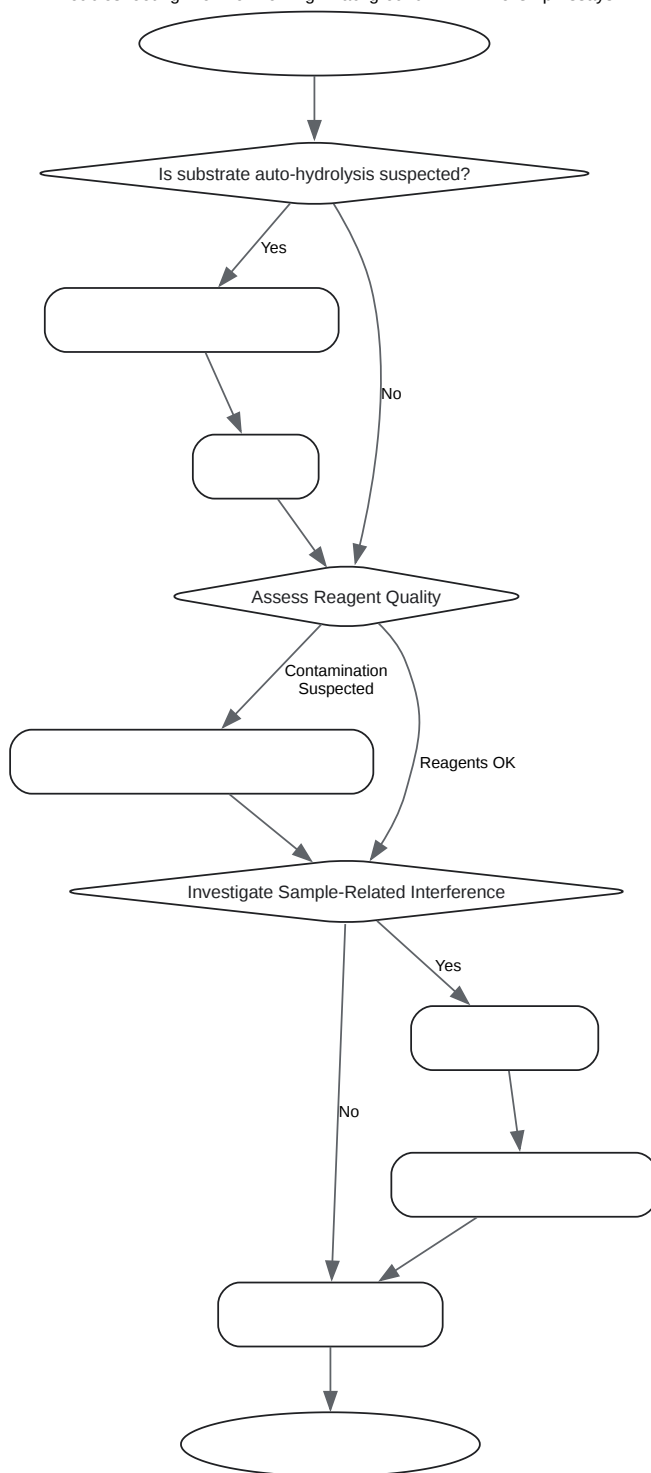 Is substrate auto-hydrolysis suspected?
Yes
No
Assess Reagent Quality
Contamination
Suspected
Reagents OK
Investigate Sample-Related Interference
Yes
No